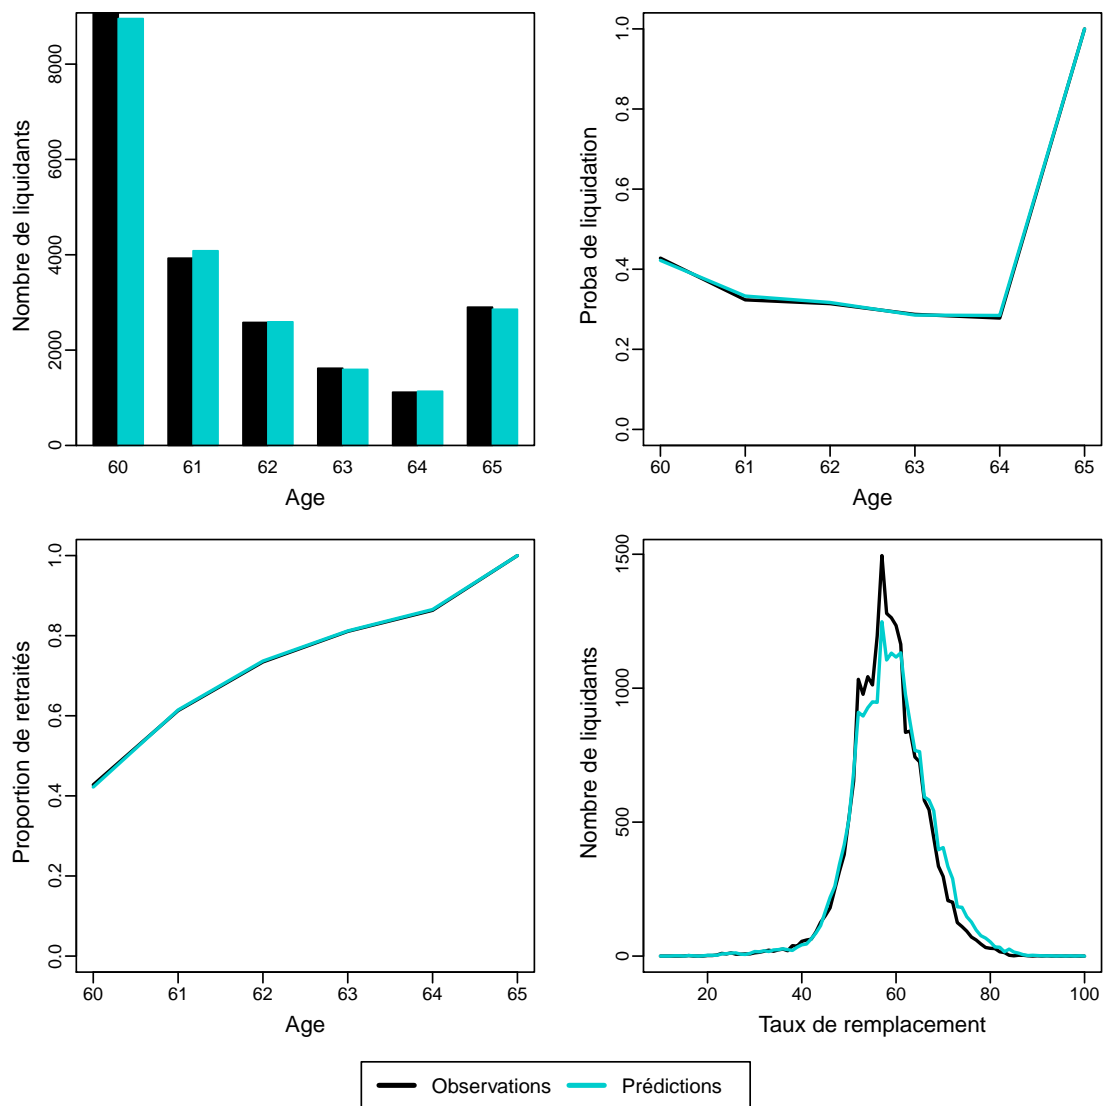 Nombre de liquidants
0 2000 4000 6000 8000
60 61 62 63 64 65
Age
Proba de liquidation
0.0 0.2 0.4 0.6 0.8 1.0
60 61 62 63 64 65
Age
Proportion de retraités
0.0 0.2 0.4 0.6 0.8 1.0
60 61 62 63 64 65
Age
Nombre de liquidants
0 500 1000 1500
20 40 60 80 100
Taux de remplacement
Observations Prédictions